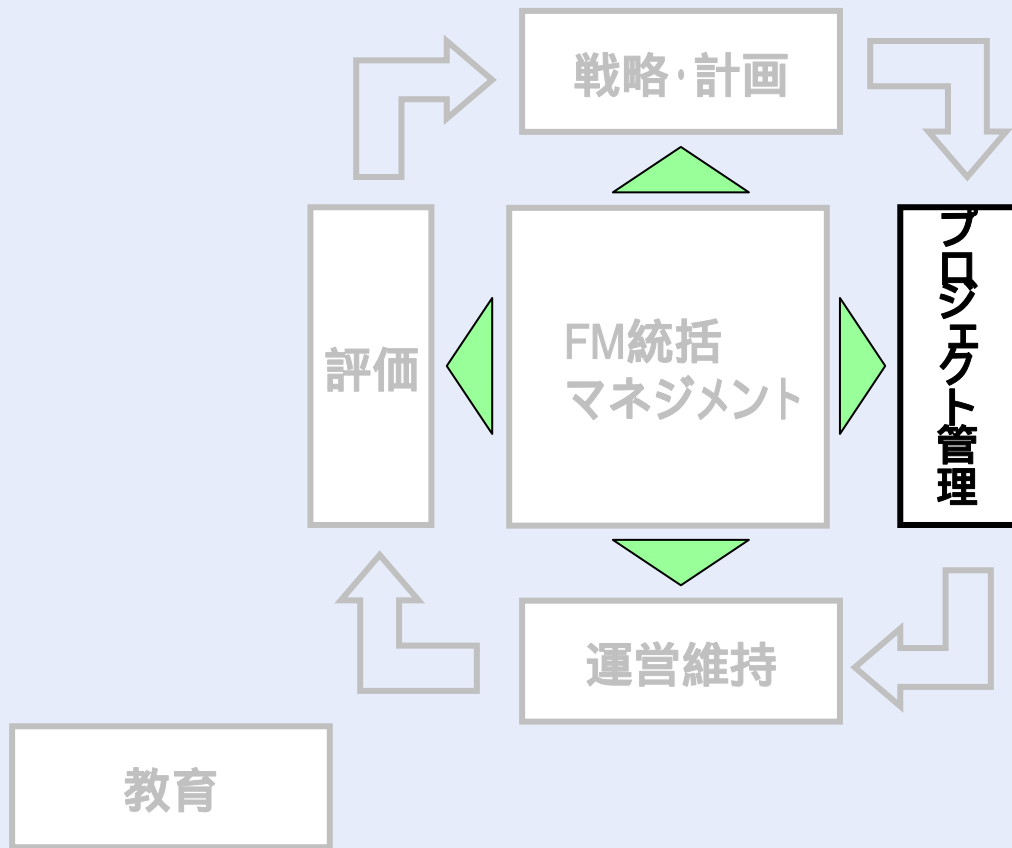 戦略・計画
プロジェクト管理
評価
FM統括
マネジメント
運営維持
教育